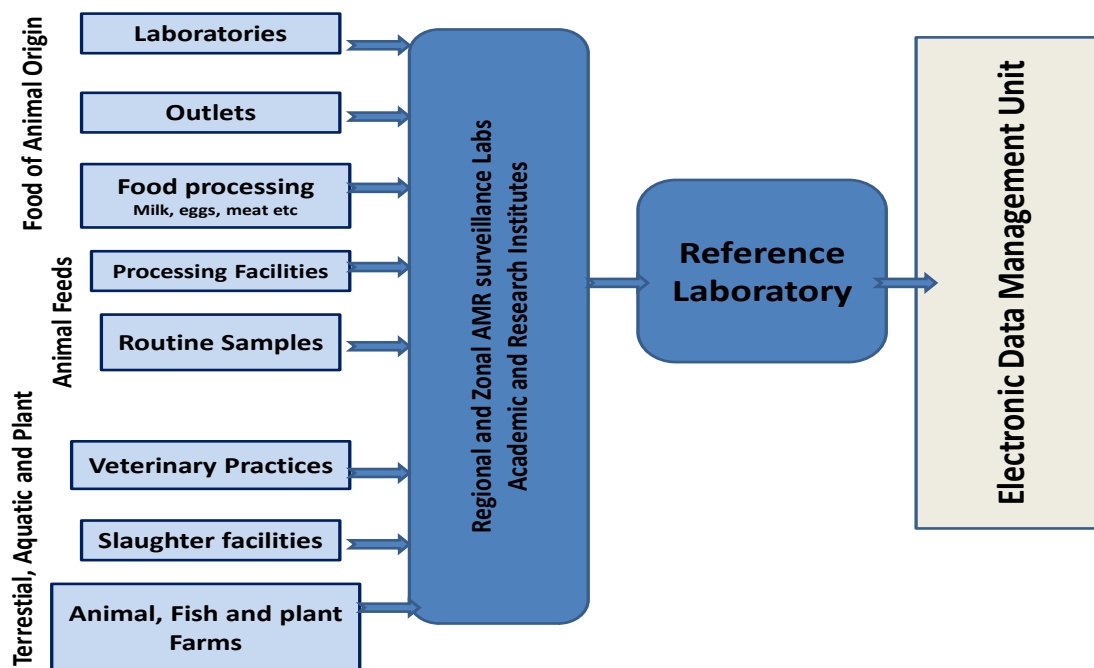 Food of Animal Origin
Laboratories
Outlets
Food processing
Milk, eggs, meat etc
Animal Feeds
Processing Facilities
Routine Samples
Terrestial, Aquatic and Plant
Veterinary Practices
Slaughter facilities
Animal, Fish and plant
Farms
Regional and Zonal AMR surveillance Labs
Academic and Research Institutes
Reference
Laboratory
Electronic Data Management Unit